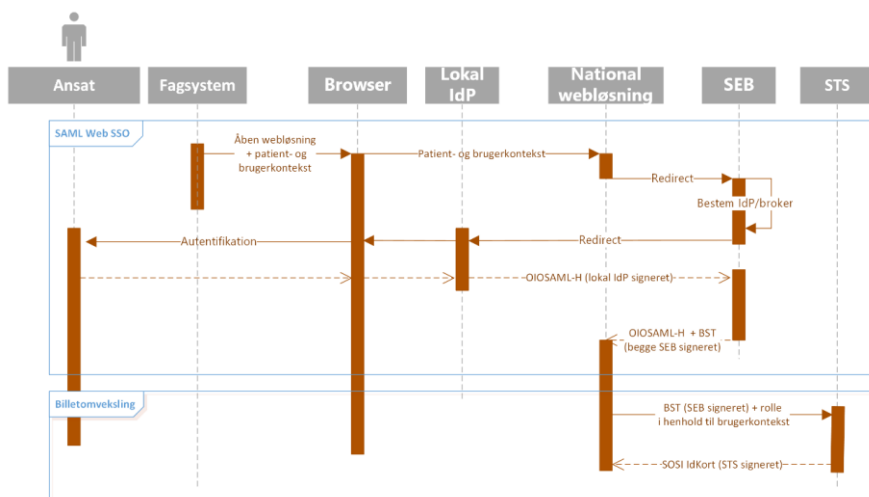 Ansat
Fagsystem
Browser
Lokal
IdP
National
webløsning
SEB
STS
SAML Web SSO
Åben webløsning
+ patient- og
brugerkontekst
Patient- og brugerkontekst
Redirect
Bestem IdP/broker
Autentifikation
Redirect
OIOSAML-H (lokal IdP signeret)
OIOSAML-H + BST
(begge SEB signeret)
Billetomveksling
BST (SEB signeret) + rolle
i henhold til brugerkontekst
SOSI IdKort (STS signeret)